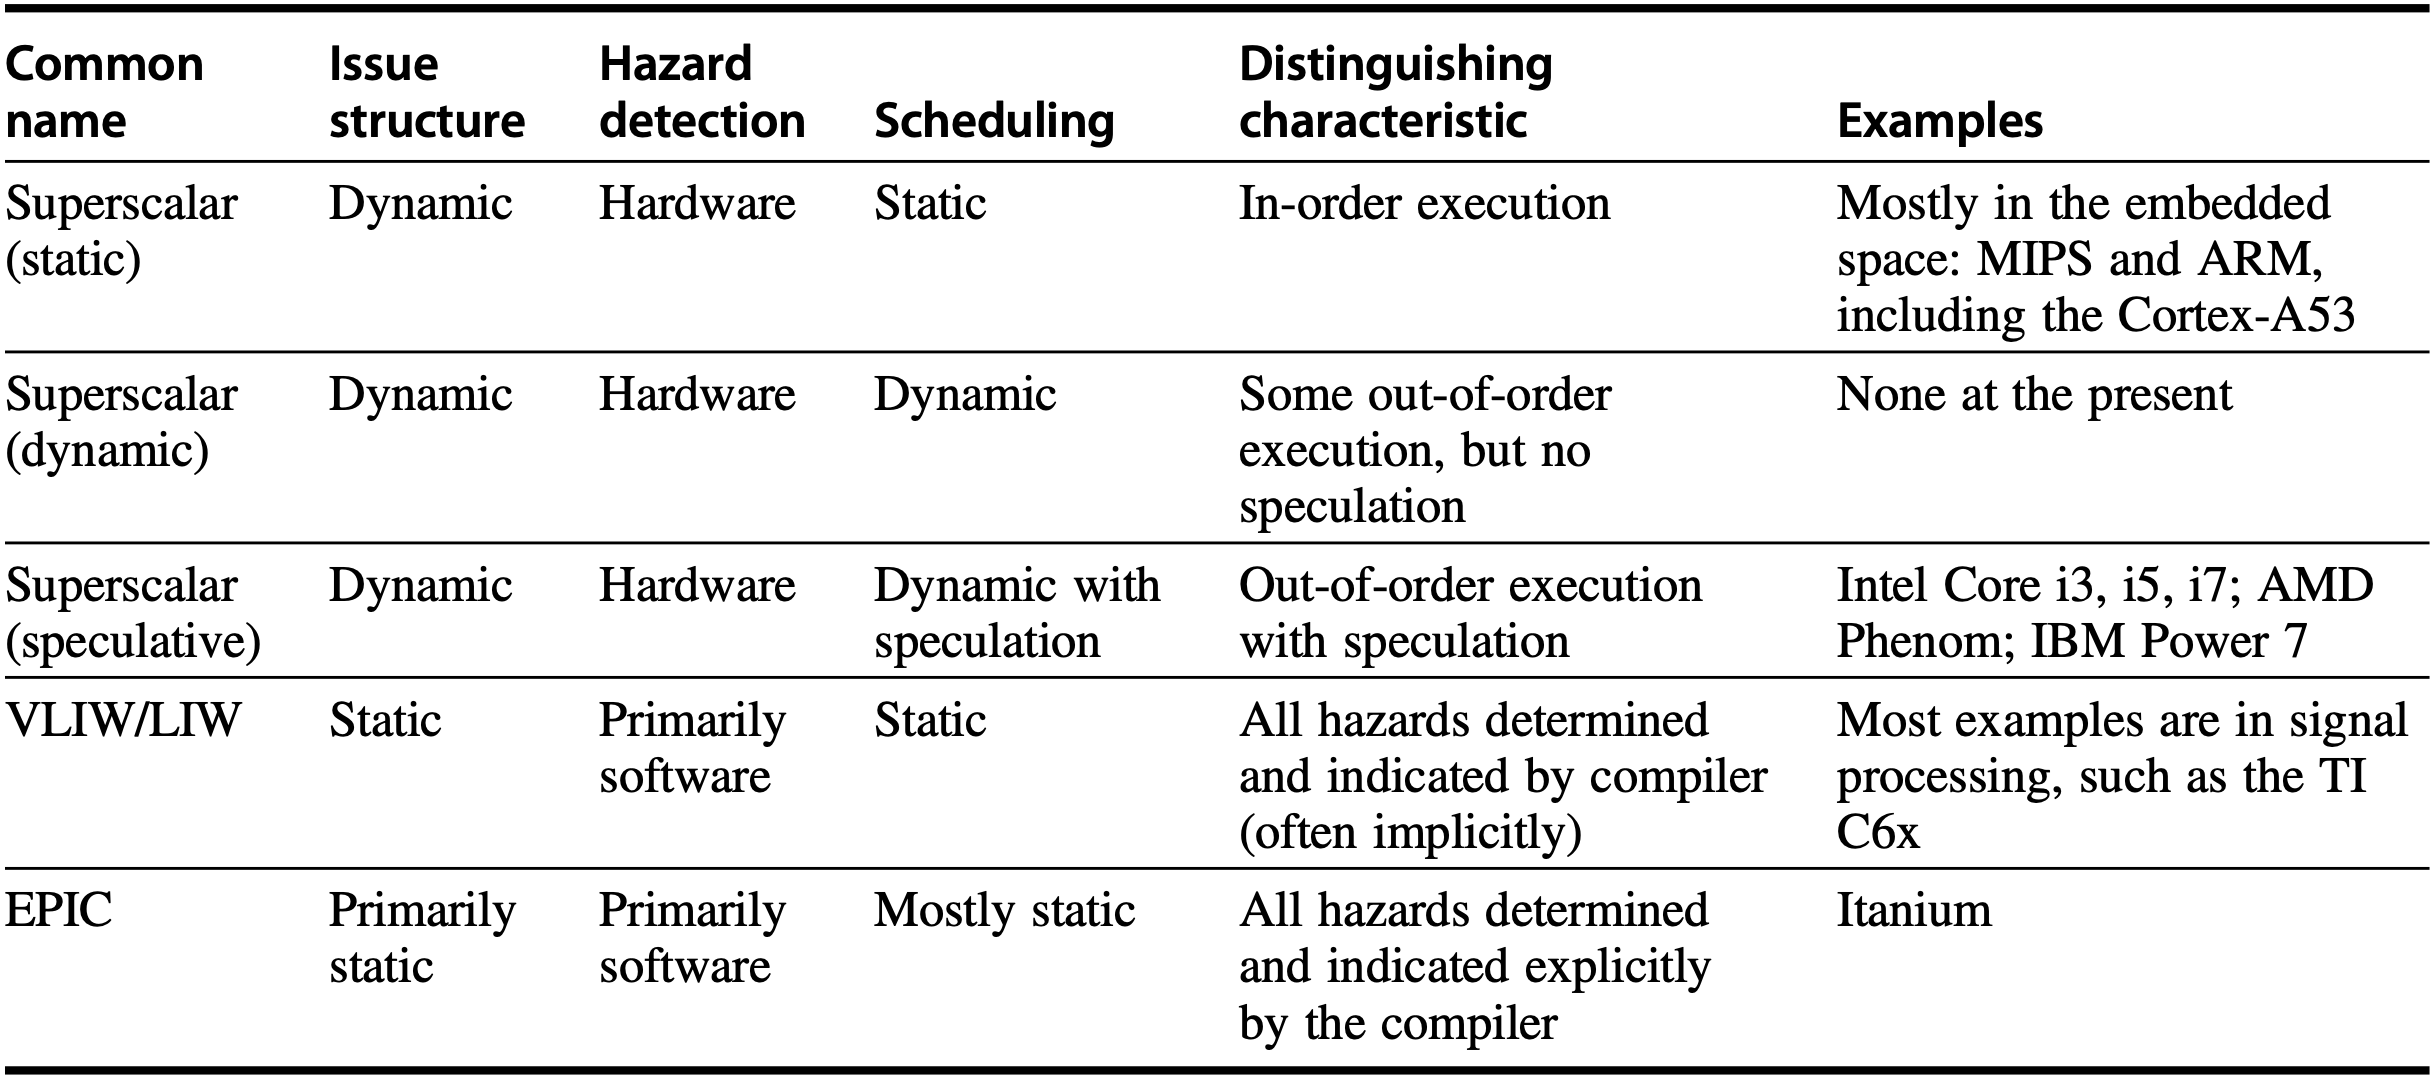 Common name
Issue structure
Hazard detection
Scheduling
Distinguishing characteristic
Examples
Superscalar
(static)
Dynamic
Hardware
Static
In-order execution
Mostly in the embedded
space: MIPS and ARM,
including the Cortex-A53
Superscalar
(dynamic)
Dynamic
Hardware
Dynamic
Some out-of-order
execution, but no
speculation
None at the present
Superscalar
(speculative)
Dynamic
Hardware
Dynamic with
speculation
Out-of-order execution
with speculation
Intel Core i3, i5, i7; AMD
Phenom; IBM Power 7
VLIW/LIW
Static
Primarily
software
Static
All hazards determined
and indicated by compiler
(often implicitly)
Most examples are in signal
processing, such as the TI
C6x
EPIC
Primarily
static
Primarily
software
Mostly static
All hazards determined
and indicated explicitly
by the compiler
Itanium